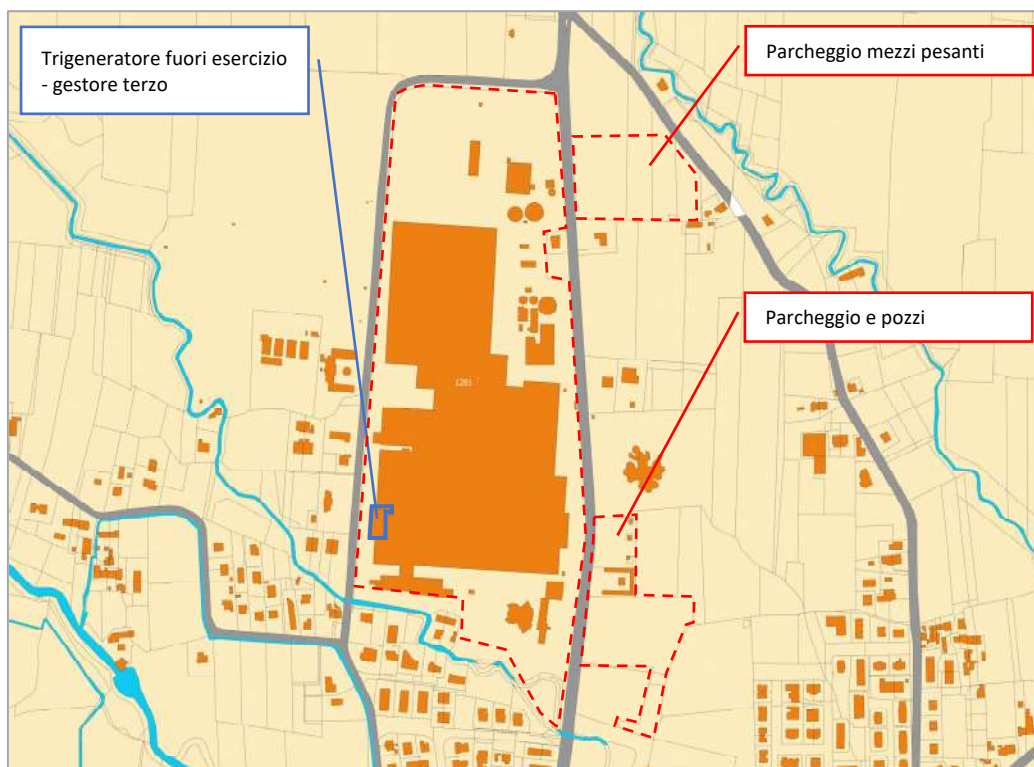 Trigeneratore fuori esercizio
- gestore terzo
Parcheggio mezzi pesanti
Parcheggio e pozzi
1281